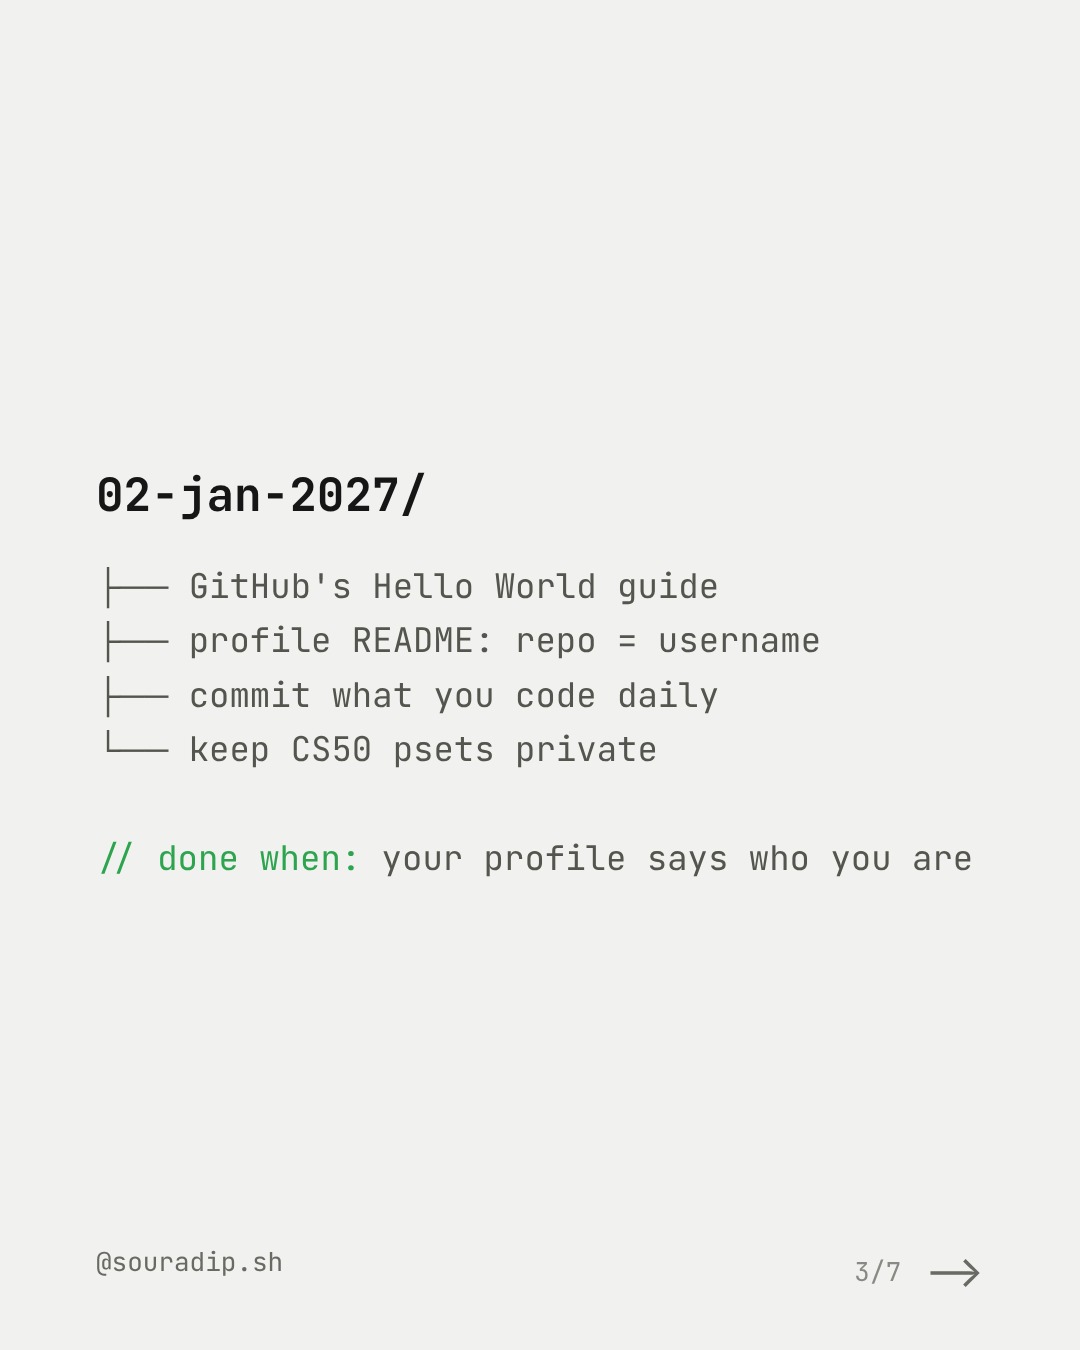 02-jan-2027/
├── GitHub's Hello World guide
├── profile README: repo = username
├── commit what you code daily
└── keep CS50 psets private
// done when: your profile says who you are
@souradip.sh
3/7 →